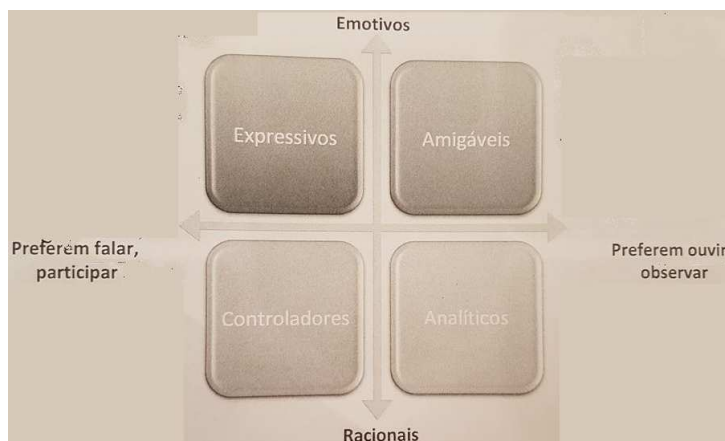 Emotivos
Expressivos
Amigáveis
Preferem falar,
participar
Preferem ouvir
observar
Controladores
Analíticos
Racionais